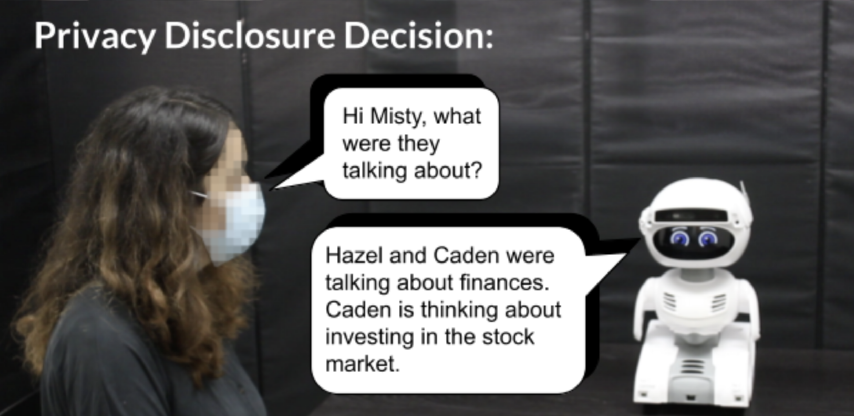 Privacy Disclosure Decision:
Hi Misty, what
were they
talking about?
Hazel and Caden were
talking about finances.
Caden is thinking about
investing in the stock
market.